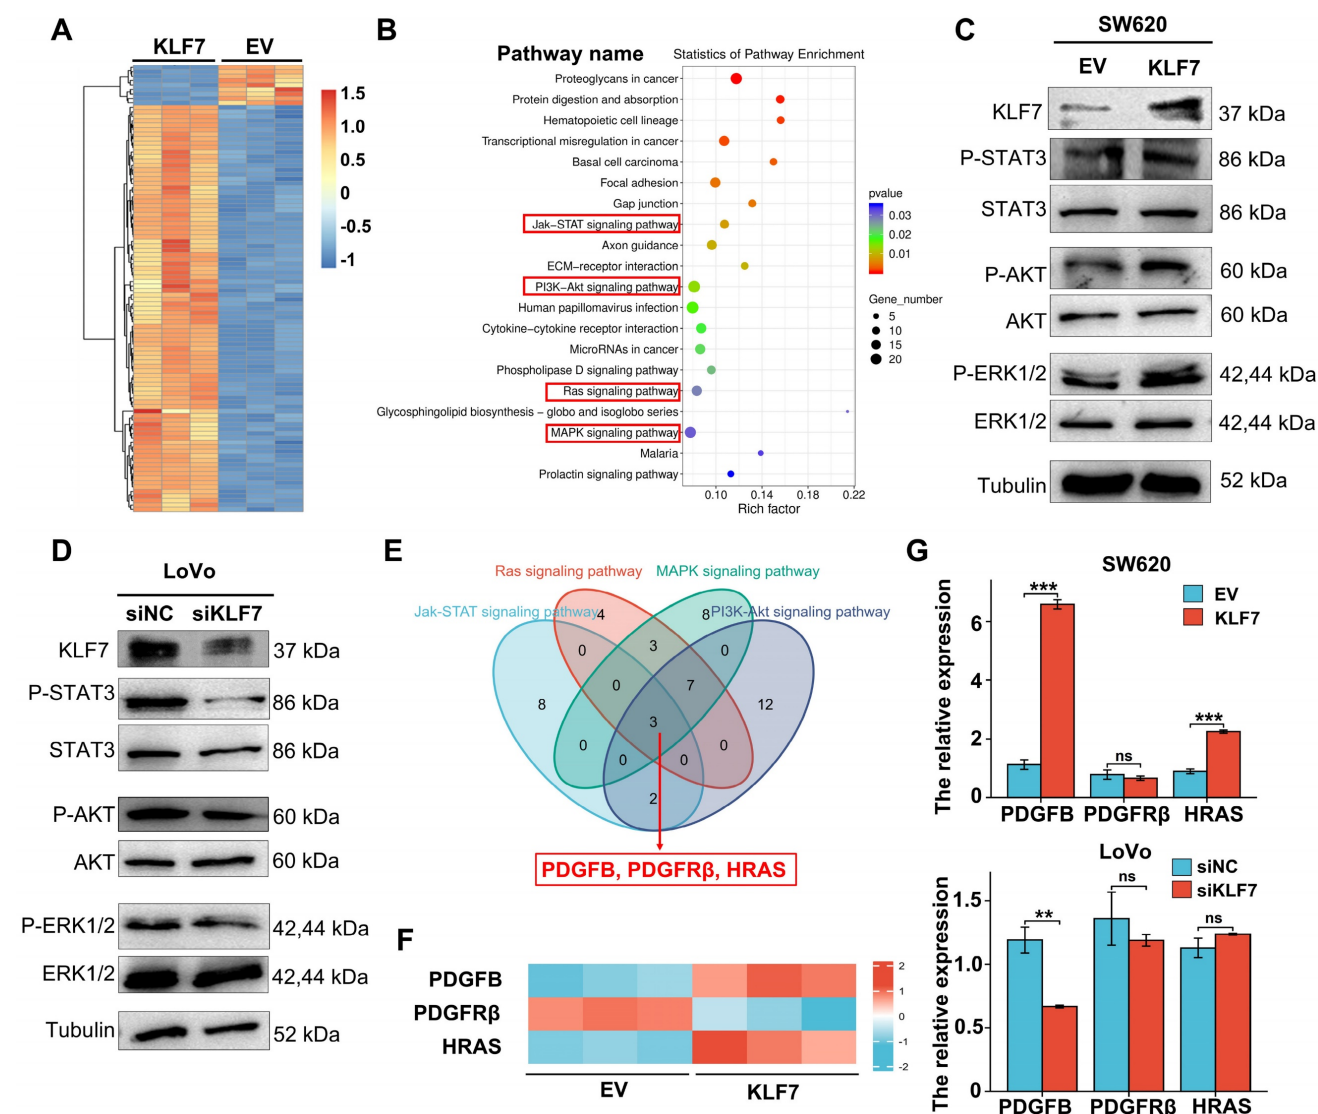 A
KLF7 EV
1.5
1.0
0.5
0
-0.5
-1
B
Pathway name
Statistics of Pathway Enrichment
Proteoglycans in cancer
Protein digestion and absorption
Hematopoietic cell lineage
Transcriptional misregulation in cancer
Basal cell carcinoma
Focal adhesion
Gap junction
Jak−STAT signaling pathway
Axon guidance
ECM−receptor interaction
PI3K−Akt signaling pathway
Human papillomavirus infection
Cytokine−cytokine receptor interaction
MicroRNAs in cancer
Phospholipase D signaling pathway
Ras signaling pathway
Glycosphingolipid biosynthesis − globo and isoglobo series
MAPK signaling pathway
Malaria
Prolactin signaling pathway
0.10 0.14 0.18 0.22
Rich factor
pvalue
0.03
0.02
0.01
Gene_number
5
10
15
20
C
SW620
EV KLF7
KLF7 37 kDa
P-STAT3 86 kDa
STAT3 86 kDa
P-AKT 60 kDa
AKT 60 kDa
P-ERK1/2 42,44 kDa
ERK1/2 42,44 kDa
Tubulin 52 kDa
D
LoVo
siNC siKLF7
KLF7 37 kDa
P-STAT3 86 kDa
STAT3 86 kDa
P-AKT 60 kDa
AKT 60 kDa
P-ERK1/2 42,44 kDa
ERK1/2 42,44 kDa
Tubulin 52 kDa
E
Ras signaling pathway MAPK signaling pathway
Jak-STAT signaling pathway PI3K-Akt signaling pathway
4 8
0 3 0
8 0 7 12
3
0 0
0 0
2
PDGFB, PDGFRβ, HRAS
F
PDGFB
PDGFRβ
HRAS
EV KLF7
2
1
0
-1
-2
G
SW620
EV
KLF7
The relative expression
6
4
2
0
***
ns
***
PDGFB PDGFRβ HRAS
LoVo
siNC
siKLF7
The relative expression
1.5
1.0
0.5
0
**
ns
ns
PDGFB PDGFRβ HRAS